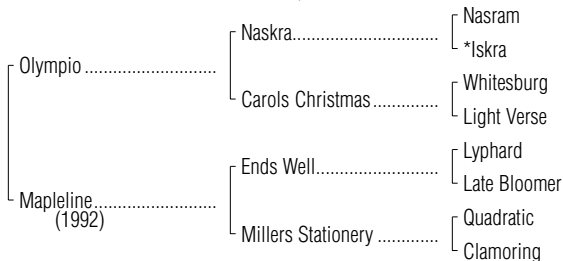 Nasram
Naskra
*Iskra
Olympio
Whitesburg
Carols Christmas
Light Verse
Lyphard
Ends Well
Late Bloomer
Mapleline
(1992)
Quadratic
Millers Stationery
Clamoring